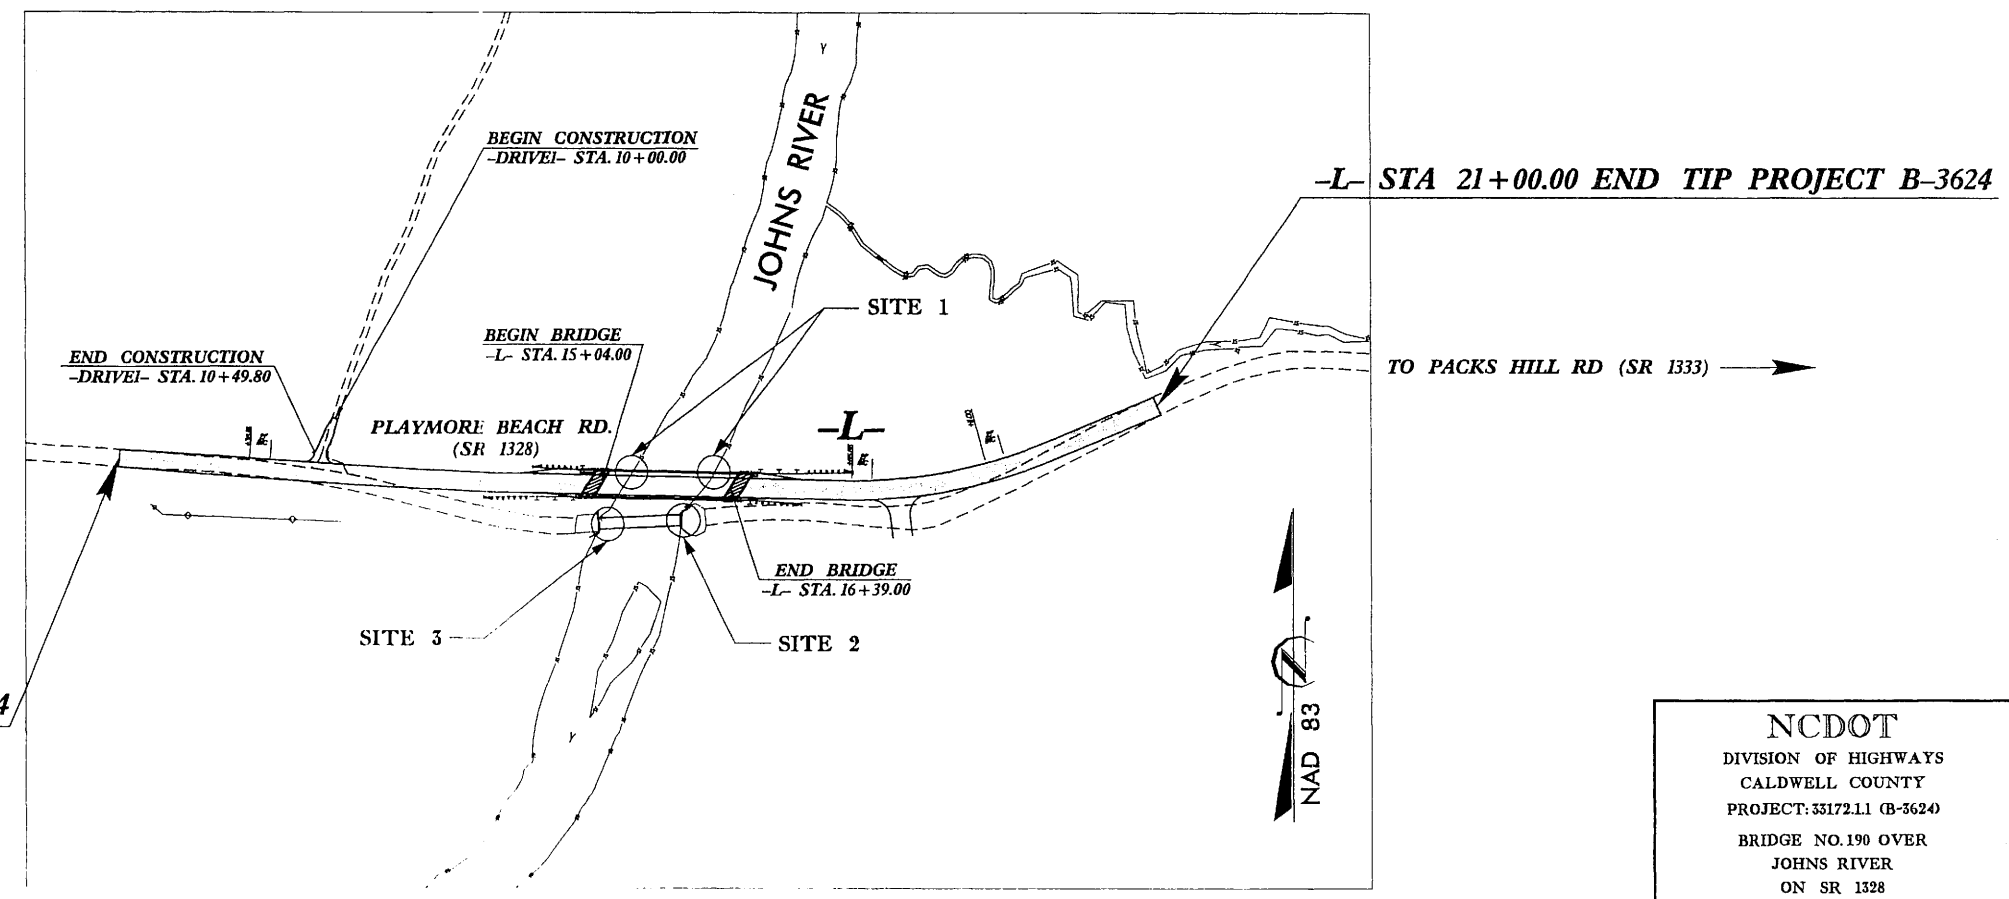 BEGIN CONSTRUCTION
-DRIVE1- STA. 10+00.00
JOHNS RIVER
-L- STA 21+00.00 END TIP PROJECT B-3624
SITE 1
BEGIN BRIDGE
-L- STA. 15+04.00
END CONSTRUCTION
-DRIVE1- STA. 10+49.80
TO PACKS HILL RD (SR 1333)
PLAYMORE BEACH RD.
(SR 1328)
-L-
END BRIDGE
-L- STA. 16+39.00
SITE 3
SITE 2
4
NAD 83
NCDOT
DIVISION OF HIGHWAYS
CALDWELL COUNTY
PROJECT: 33172.1.1 (B-3624)
BRIDGE NO. 190 OVER
JOHNS RIVER
ON SR 1328